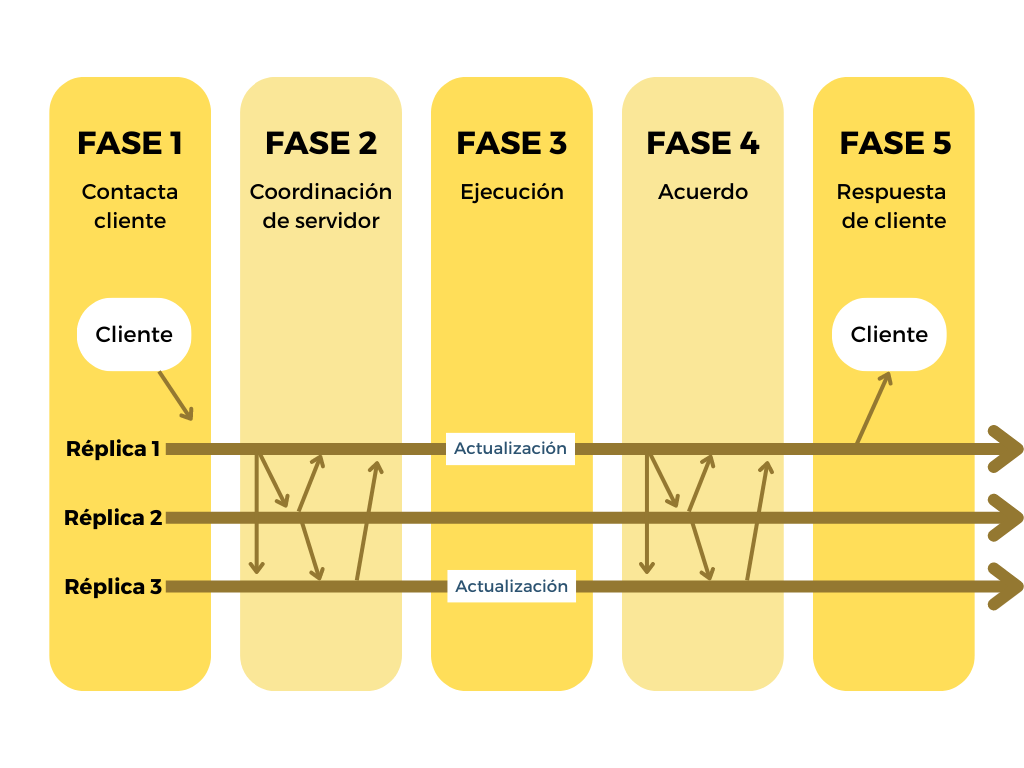 FASE 1
Contacta
cliente
FASE 2
Coordinación
de servidor
FASE 3
Ejecución
FASE 4
Acuerdo
FASE 5
Respuesta
de cliente
Cliente
Cliente
Réplica 1
Actualización
Réplica 2
Réplica 3
Actualización